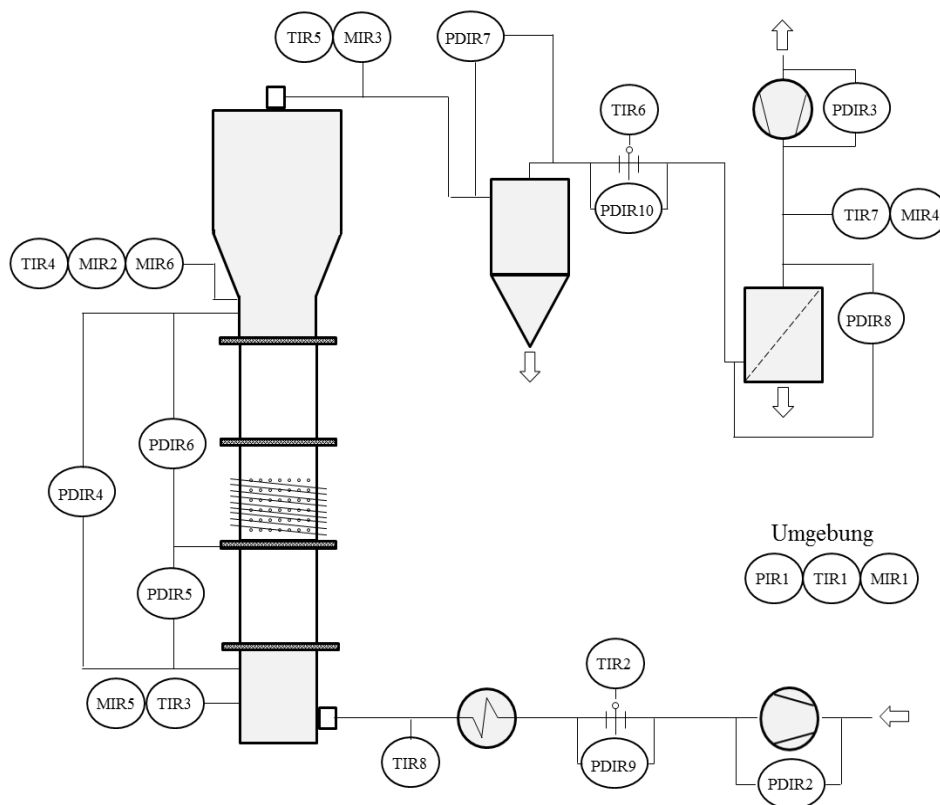 TIR5 MIR3
PDIR7
TIR6
PDIR3
PDIR10
TIR7 MIR4
TIR4 MIR2 MIR6
PDIR8
PDIR6
PDIR4
Umgebung
PIR1 TIR1 MIR1
PDIR5
TIR2
MIR5 TIR3
TIR8
PDIR9
PDIR2